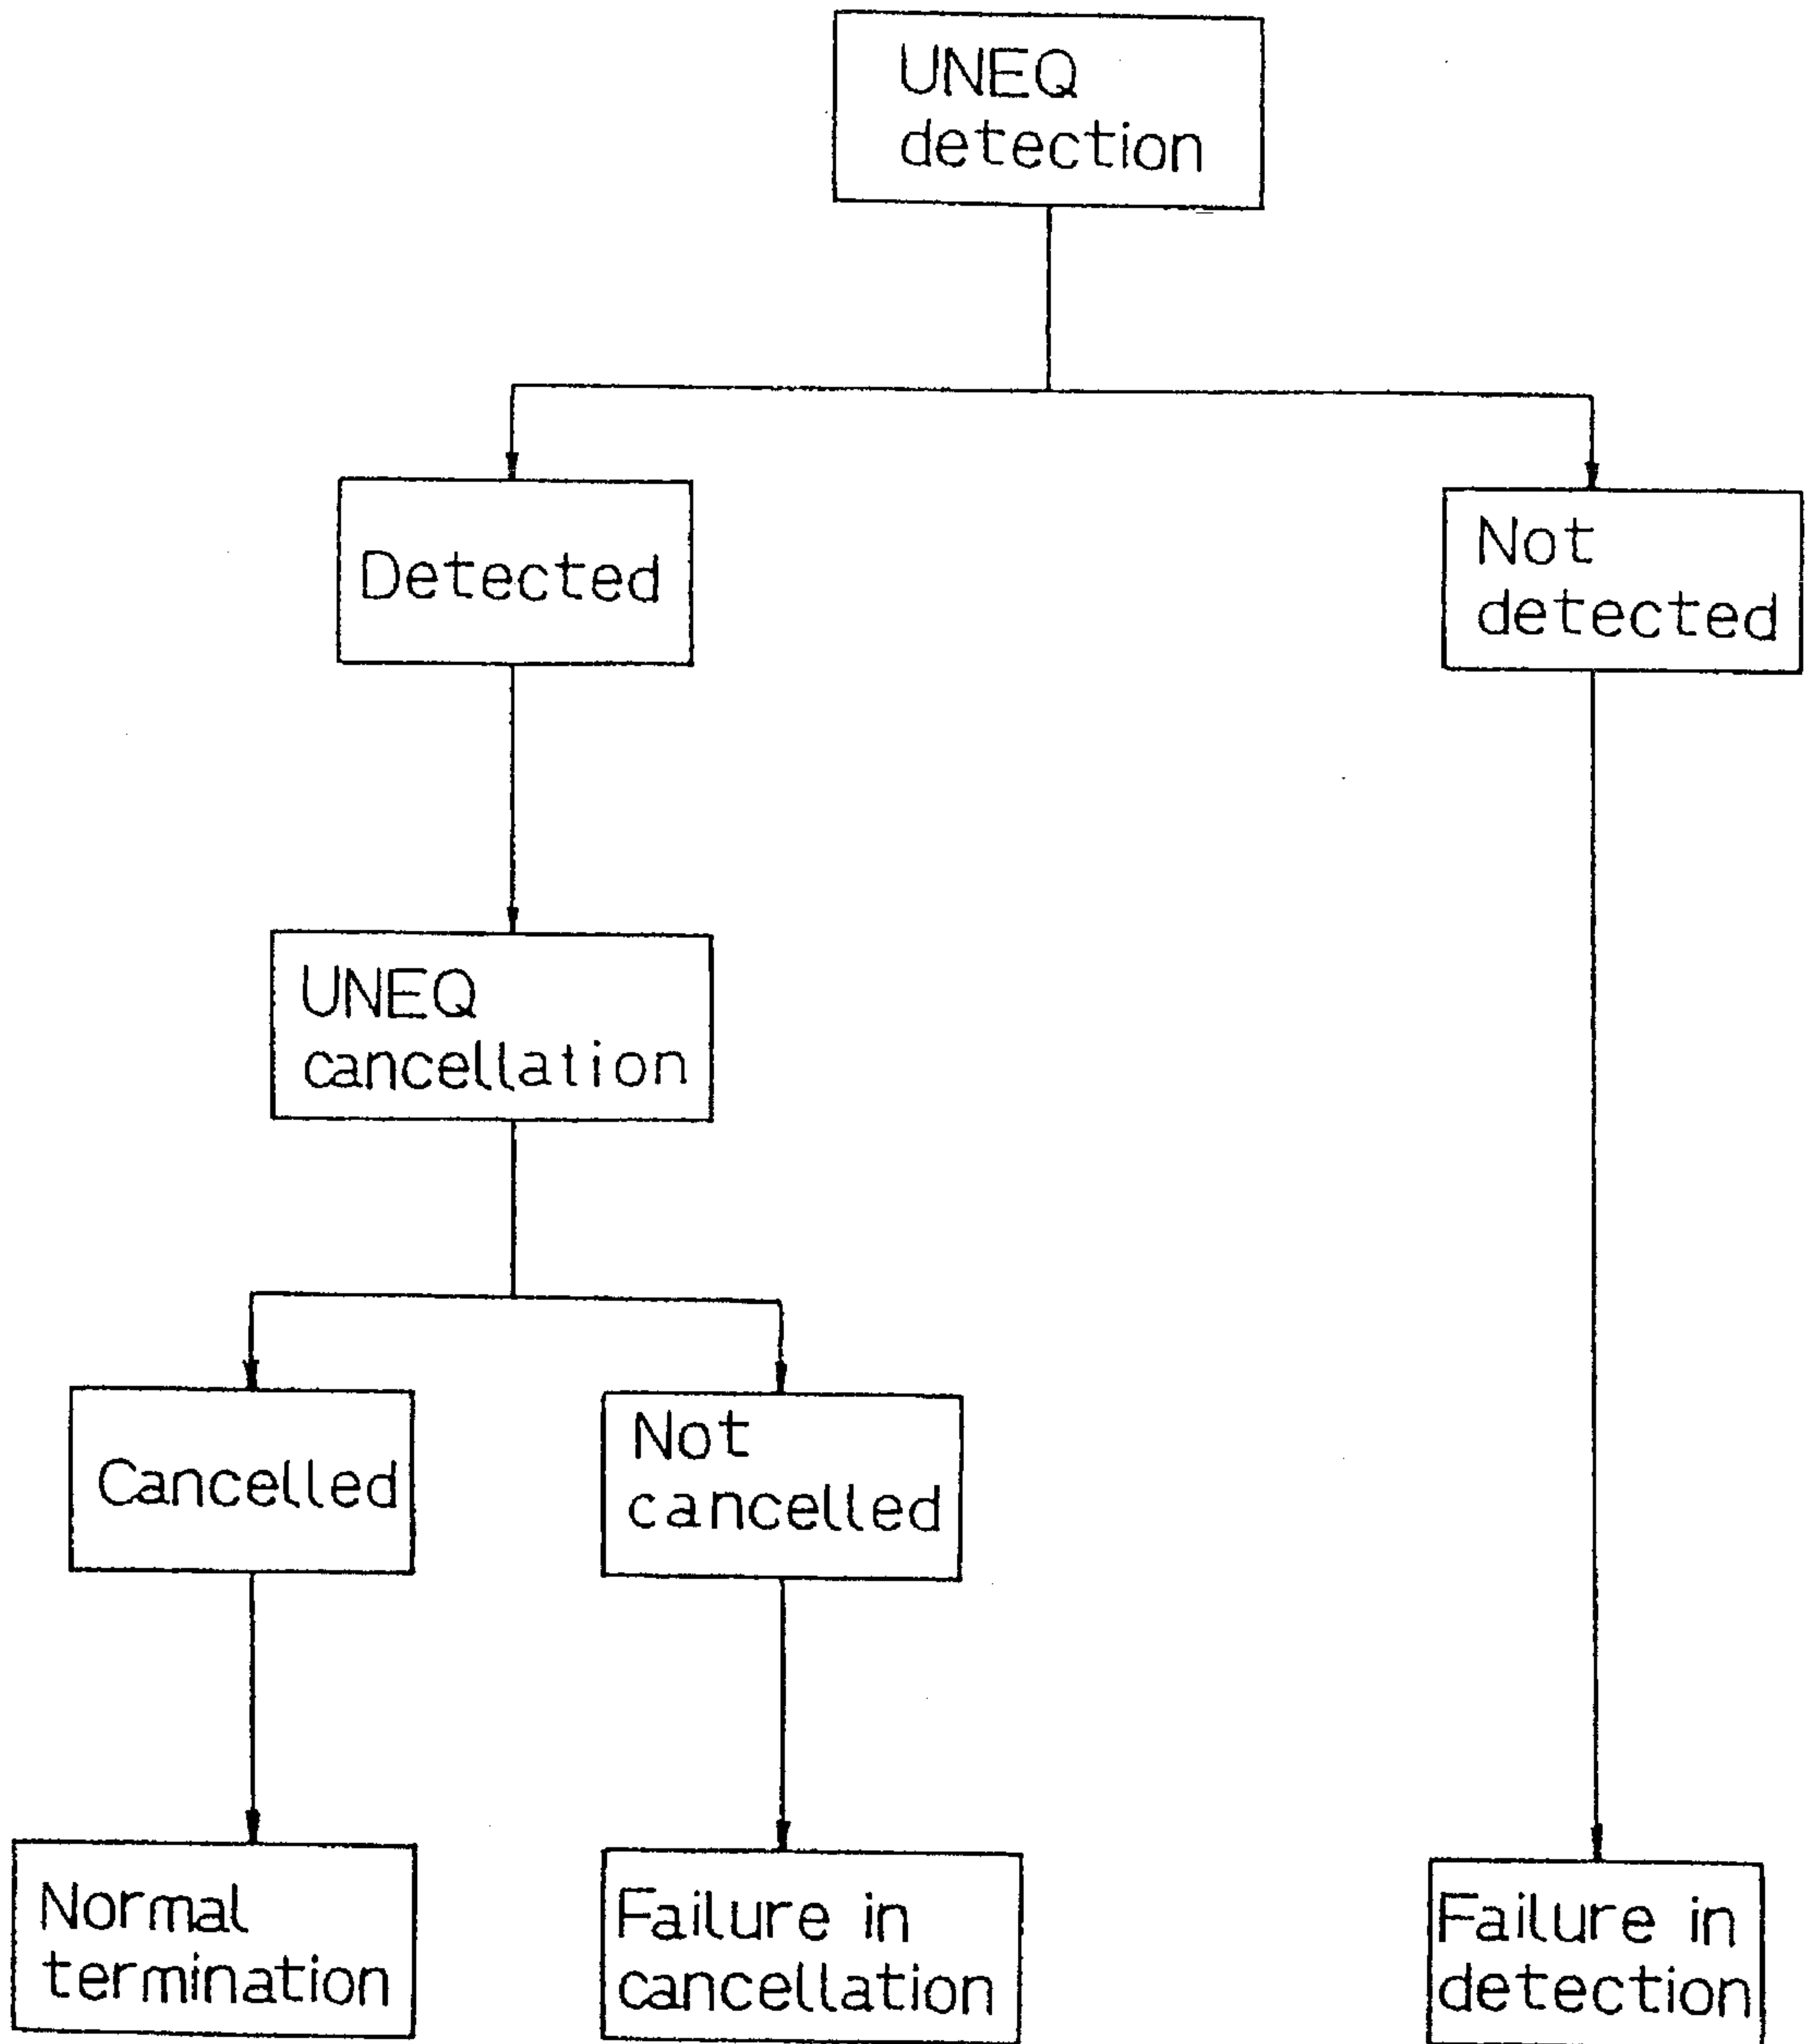 UNEQ
detection
Detected
Not
detected
UNEQ
cancellation
Cancelled
Not
cancelled
Normal
termination
Failure in
cancellation
Failure in
detection